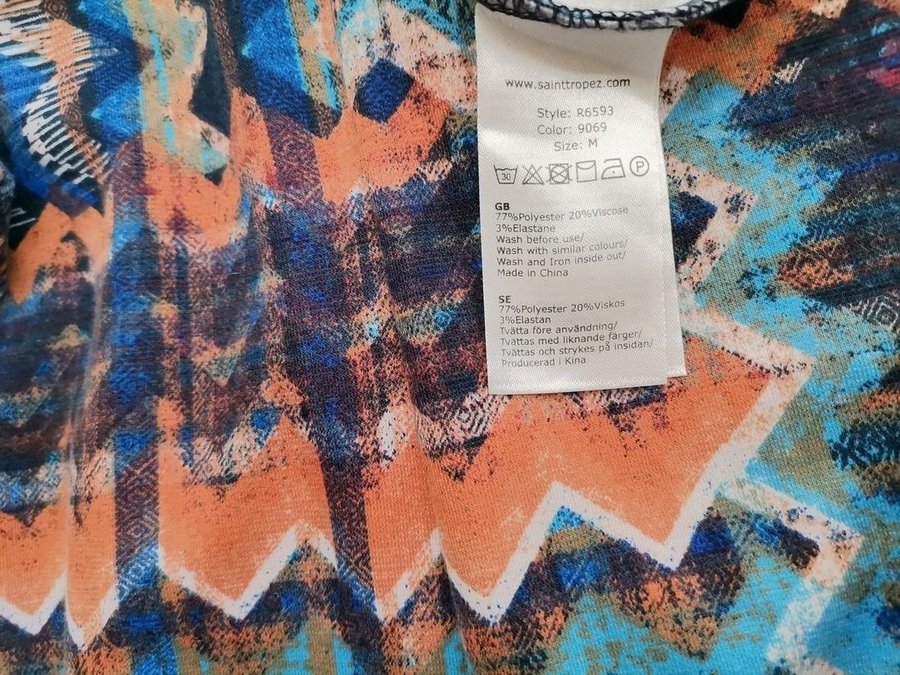 www.sainttropez.com
Style: R6593
Color: 9069
Size: M
30 P
GB
77%Polyester 20%Viscose
3%Elastane
Wash before use/
Wash with similar colours/
Wash and Iron inside out/
Made in China
SE
77%Polyester 20%Viskos
3%Elastan
Tvätta före användning/
Tvättas med liknande färger/
Tvättas och strykes på insidan/
Producerad i Kina